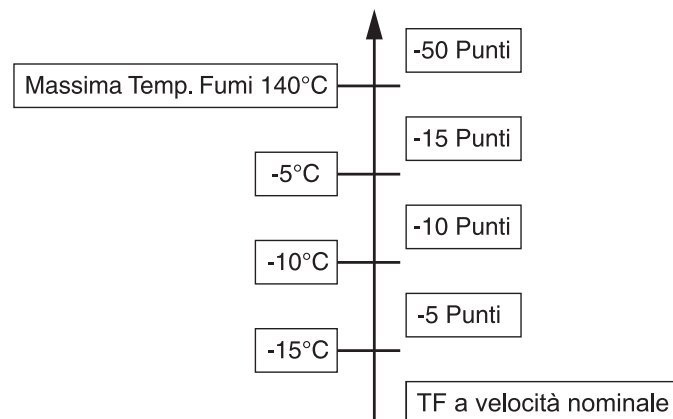 -50 Punti
Massima Temp. Fumi 140°C
-15 Punti
-5°C
-10 Punti
-10°C
-5 Punti
-15°C
TF a velocità nominale